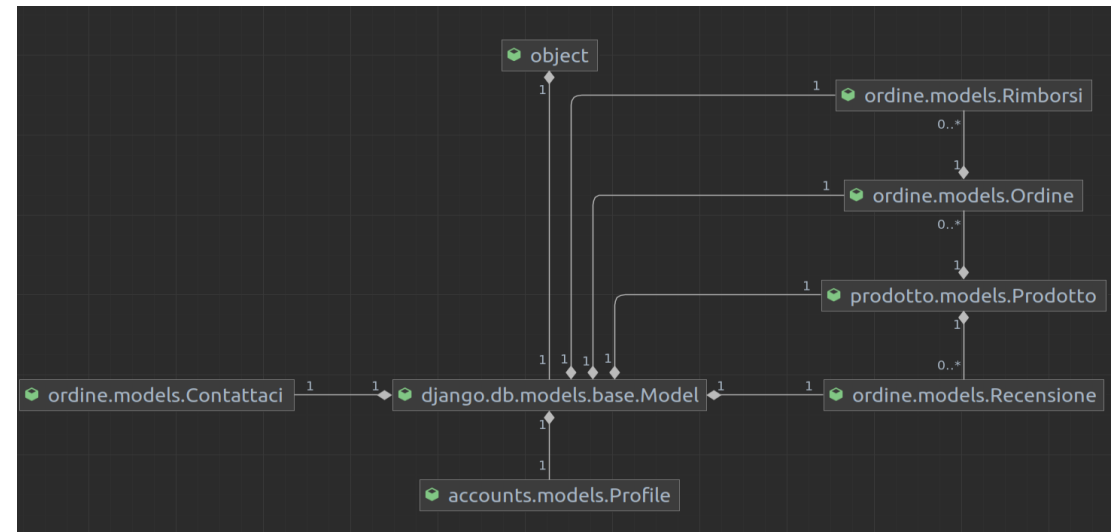 object
1
1 ordine.models.Rimborsi
0..*
1
1 ordine.models.Ordine
0..*
1
1 prodotto.models.Prodotto
1
1 1 1 1
0..*
ordine.models.Contattaci 1 1 django.db.models.base.Model 1 1 ordine.models.Recensione
1
1
accounts.models.Profile